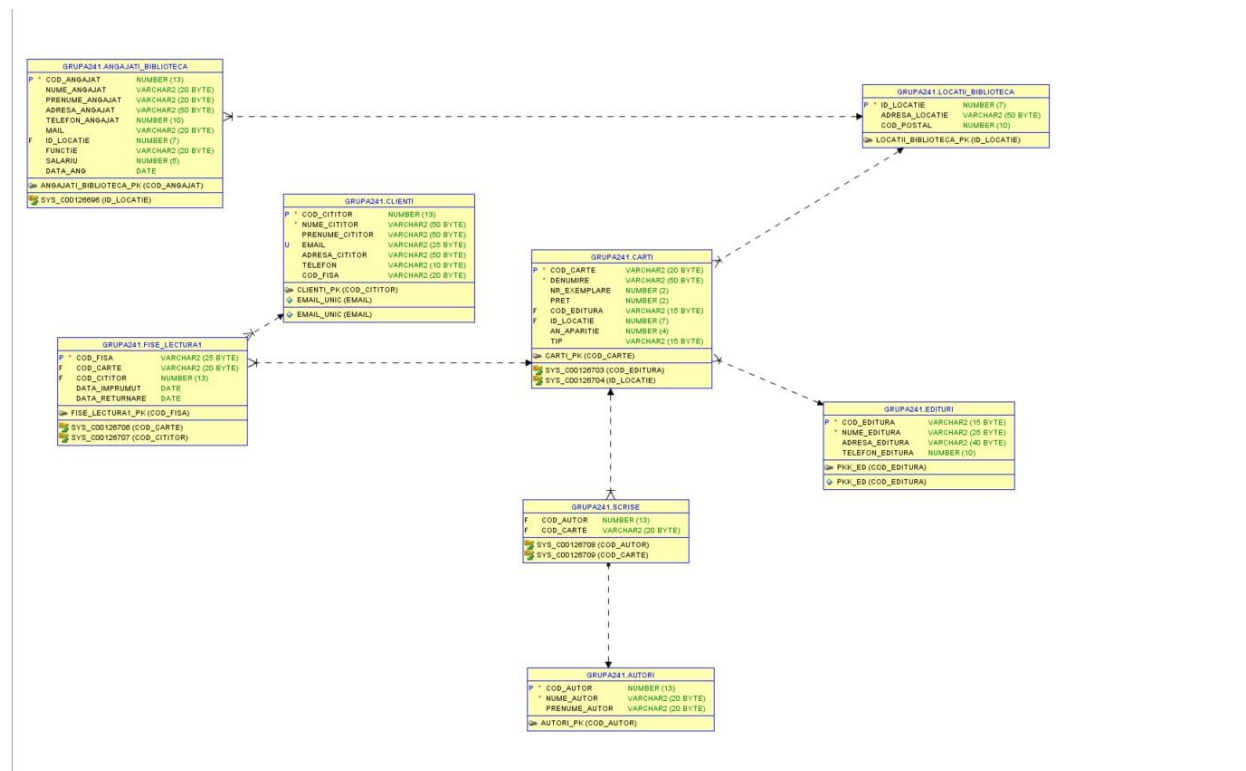 GRUPA241.ANGAJATI_BIBLIOTECA
P * COD_ANGAJAT NUMBER (13)
NUME_ANGAJAT VARCHAR2 (20 BYTE)
PRENUME_ANGAJAT VARCHAR2 (20 BYTE)
ADRESA_ANGAJAT VARCHAR2 (50 BYTE)
TELEFON_ANGAJAT NUMBER (10)
MAIL VARCHAR2 (20 BYTE)
F ID_LOCATIE NUMBER (7)
FUNCTIE VARCHAR2 (20 BYTE)
SALARIU NUMBER (5)
DATA_ANG DATE
ANGAJATI_BIBLIOTECA_PK (COD_ANGAJAT)
SYS_C00126696 (ID_LOCATIE)
GRUPA241.LOCATII_BIBLIOTECA
P * ID_LOCATIE NUMBER (7)
ADRESA_LOCATIE VARCHAR2 (50 BYTE)
COD_POSTAL NUMBER (10)
LOCATII_BIBLIOTECA_PK (ID_LOCATIE)
GRUPA241.CLIENTI
P * COD_CITITOR NUMBER (13)
* NUME_CITITOR VARCHAR2 (50 BYTE)
PRENUME_CITITOR VARCHAR2 (50 BYTE)
U EMAIL VARCHAR2 (25 BYTE)
ADRESA_CITITOR VARCHAR2 (50 BYTE)
TELEFON VARCHAR2 (10 BYTE)
COD_FISA VARCHAR2 (20 BYTE)
CLIENTI_PK (COD_CITITOR)
EMAIL_UNIC (EMAIL)
EMAIL_UNIC (EMAIL)
GRUPA241.CARTI
P * COD_CARTE VARCHAR2 (20 BYTE)
* DENUMIRE VARCHAR2 (50 BYTE)
NR_EXEMPLARE NUMBER (2)
PRET NUMBER (2)
F COD_EDITURA VARCHAR2 (15 BYTE)
F ID_LOCATIE NUMBER (7)
AN_APARITIE NUMBER (4)
TIP VARCHAR2 (15 BYTE)
CARTI_PK (COD_CARTE)
SYS_C00126703 (COD_EDITURA)
SYS_C00126704 (ID_LOCATIE)
GRUPA241.FISE_LECTURA1
P * COD_FISA VARCHAR2 (25 BYTE)
F COD_CARTE VARCHAR2 (20 BYTE)
F COD_CITITOR NUMBER (13)
DATA_IMPRUMUT DATE
DATA_RETURNARE DATE
FISE_LECTURA1_PK (COD_FISA)
SYS_C00126706 (COD_CARTE)
SYS_C00126707 (COD_CITITOR)
GRUPA241.EDITURI
P * COD_EDITURA VARCHAR2 (15 BYTE)
* NUME_EDITURA VARCHAR2 (25 BYTE)
ADRESA_EDITURA VARCHAR2 (40 BYTE)
TELEFON_EDITURA NUMBER (10)
PKK_ED (COD_EDITURA)
PKK_ED (COD_EDITURA)
GRUPA241.SCRISE
F COD_AUTOR NUMBER (13)
F COD_CARTE VARCHAR2 (20 BYTE)
SYS_C00126708 (COD_AUTOR)
SYS_C00126709 (COD_CARTE)
GRUPA241.AUTORI
P * COD_AUTOR NUMBER (13)
* NUME_AUTOR VARCHAR2 (20 BYTE)
PRENUME_AUTOR VARCHAR2 (20 BYTE)
AUTORI_PK (COD_AUTOR)